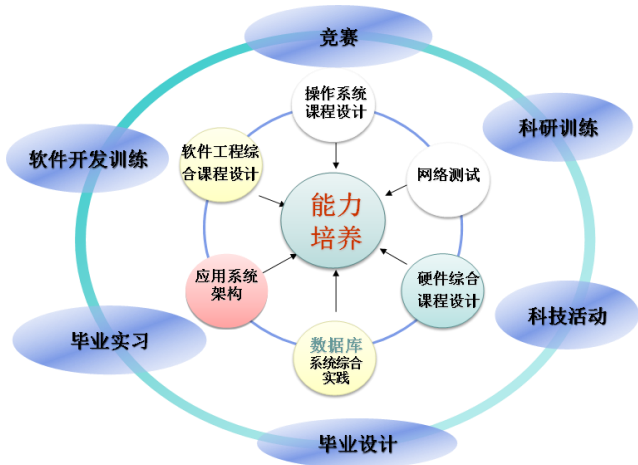 竞赛
操作系统
课程设计
科研训练
软件开发训练
软件工程综
合课程设计
网络测试
能力
培养
应用系统
架构
硬件综合
课程设计
科技活动
毕业实习
数据库
系统综合
实践
毕业设计